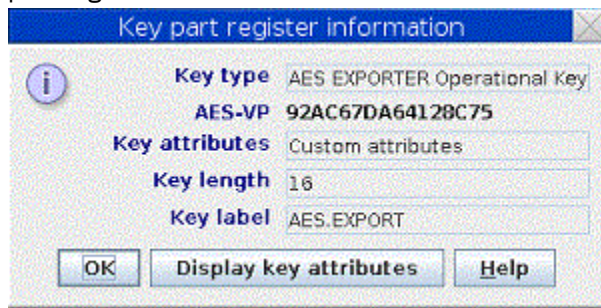 Key part register information
Key type AES EXPORTER Operational Key
AES-VP 92AC67DA64128C75
Key attributes Custom attributes
Key length 16
Key label AES.EXPORT
OK Display key attributes Help